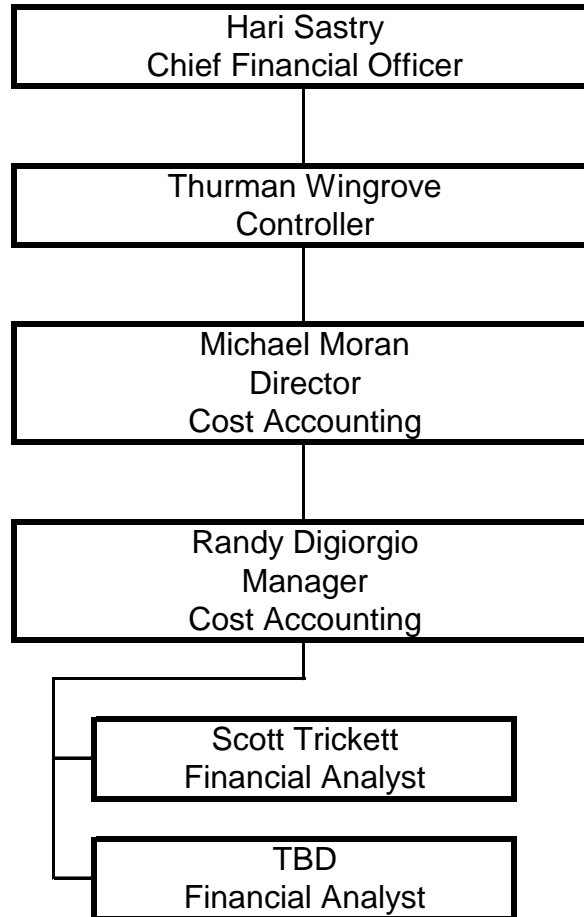 Hari Sastry
Chief Financial Officer
Thurman Wingrove
Controller
Michael Moran
Director
Cost Accounting
Randy Digiorgio
Manager
Cost Accounting
Scott Trickett
Financial Analyst
TBD
Financial Analyst